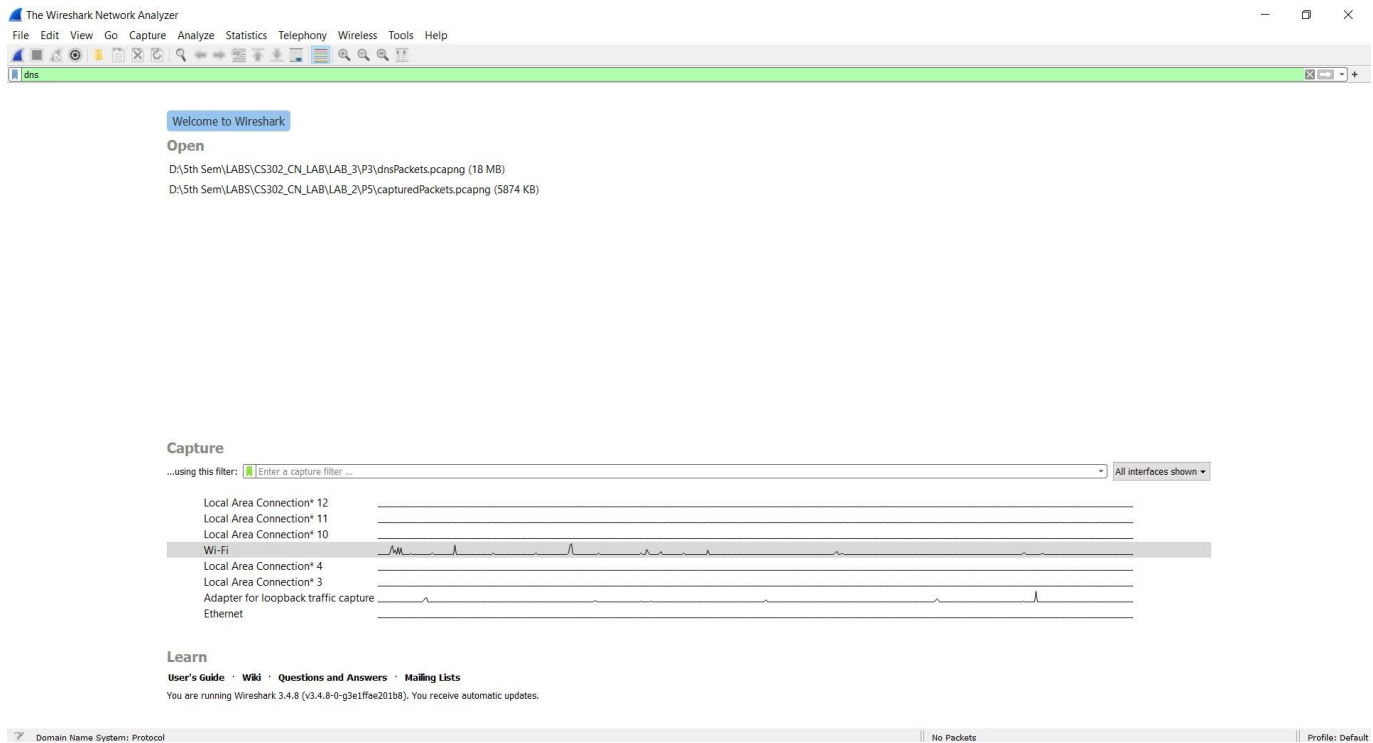 The Wireshark Network Analyzer
File Edit View Go Capture Analyze Statistics Telephony Wireless Tools Help
dns
+
Welcome to Wireshark
Open
D:\5th Sem\LABS\CS302_CN_LAB\LAB_3\P3\dnsPackets.pcapng (18 MB)
D:\5th Sem\LABS\CS302_CN_LAB\LAB_2\P5\capturedPackets.pcapng (5874 KB)
Capture
...using this filter: Enter a capture filter ... All interfaces shown
Local Area Connection* 12
Local Area Connection* 11
Local Area Connection* 10
Wi-Fi
Local Area Connection* 4
Local Area Connection* 3
Adapter for loopback traffic capture
Ethernet
Learn
User's Guide · Wiki · Questions and Answers · Mailing Lists
You are running Wireshark 3.4.8 (v3.4.8-0-g3e1ffae201b8). You receive automatic updates.
Domain Name System: Protocol No Packets Profile: Default